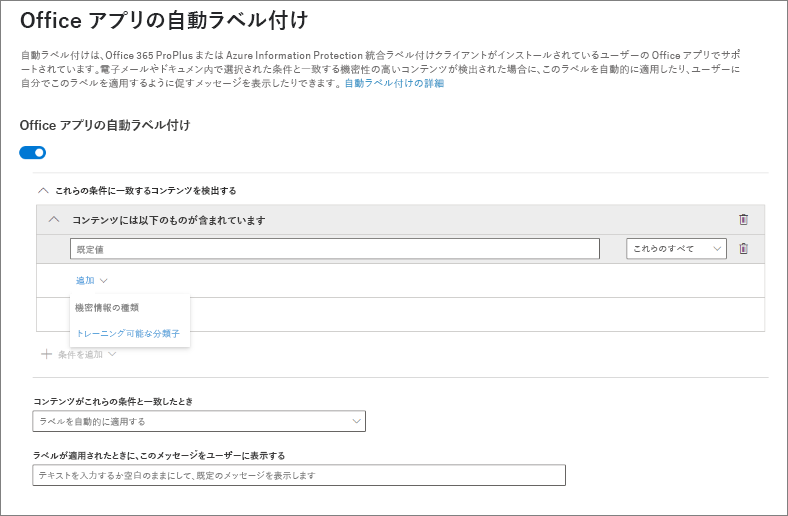 Office アプリの自動ラベル付け
自動ラベル付けは、Office 365 ProPlus または Azure Information Protection 統合ラベル付けクライアントがインストールされているユーザーの Office アプリでサポ
ートされています。電子メールやドキュメン内で選択された条件と一致する機密性の高いコンテンツが検出された場合に、このラベルを自動的に適用したり、ユーザーに
自分でこのラベルを適用するように促すメッセージを表示したりできます。 自動ラベル付けの詳細
Office アプリの自動ラベル付け
これらの条件に一致するコンテンツを検出する
コンテンツには以下のものが含まれています
既定値
これらのすべて
追加
機密情報の種類
トレーニング可能な分類子
条件を追加
コンテンツがこれらの条件と一致したとき
ラベルを自動的に適用する
ラベルが適用されたときに、このメッセージをユーザーに表示する
テキストを入力するか空白のままにして、既定のメッセージを表示します